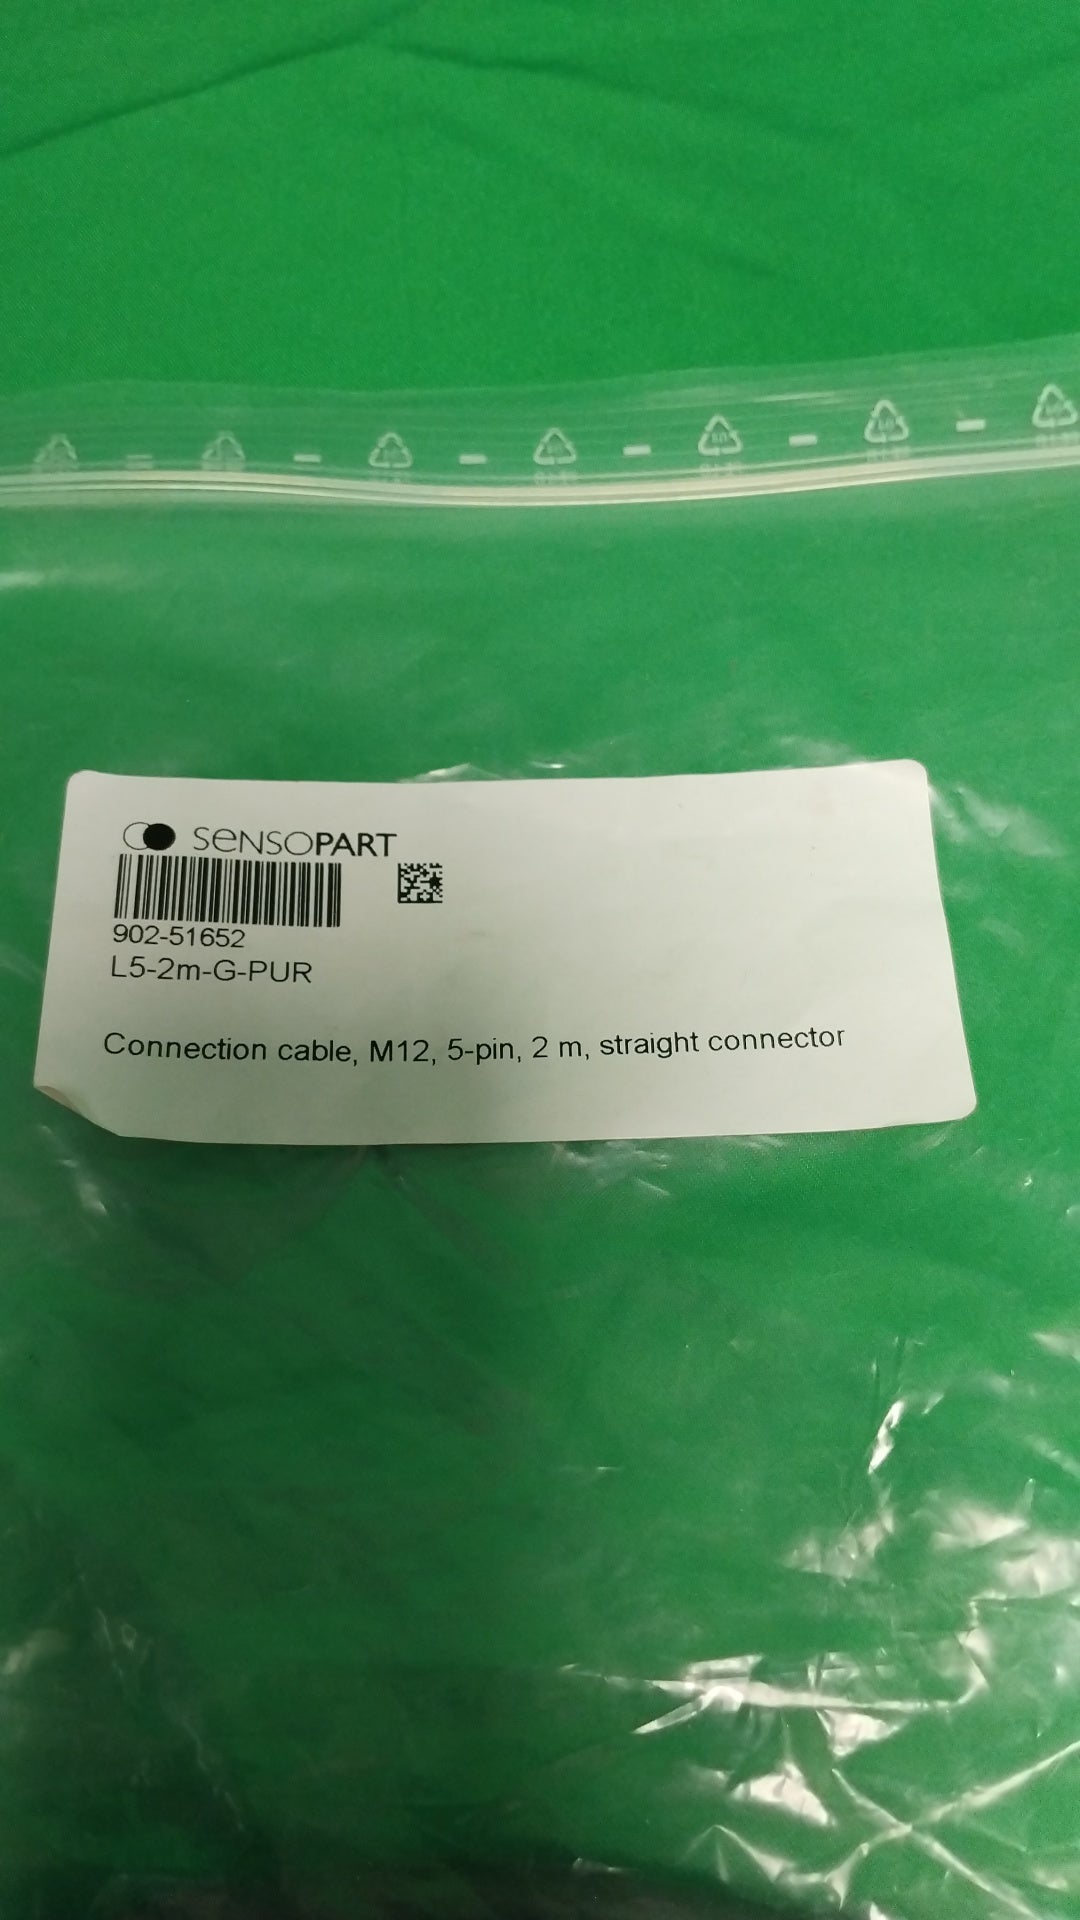 SENSOPART
902-51652
L5-2m-G-PUR
Connection cable, M12, 5-pin, 2 m, straight connector